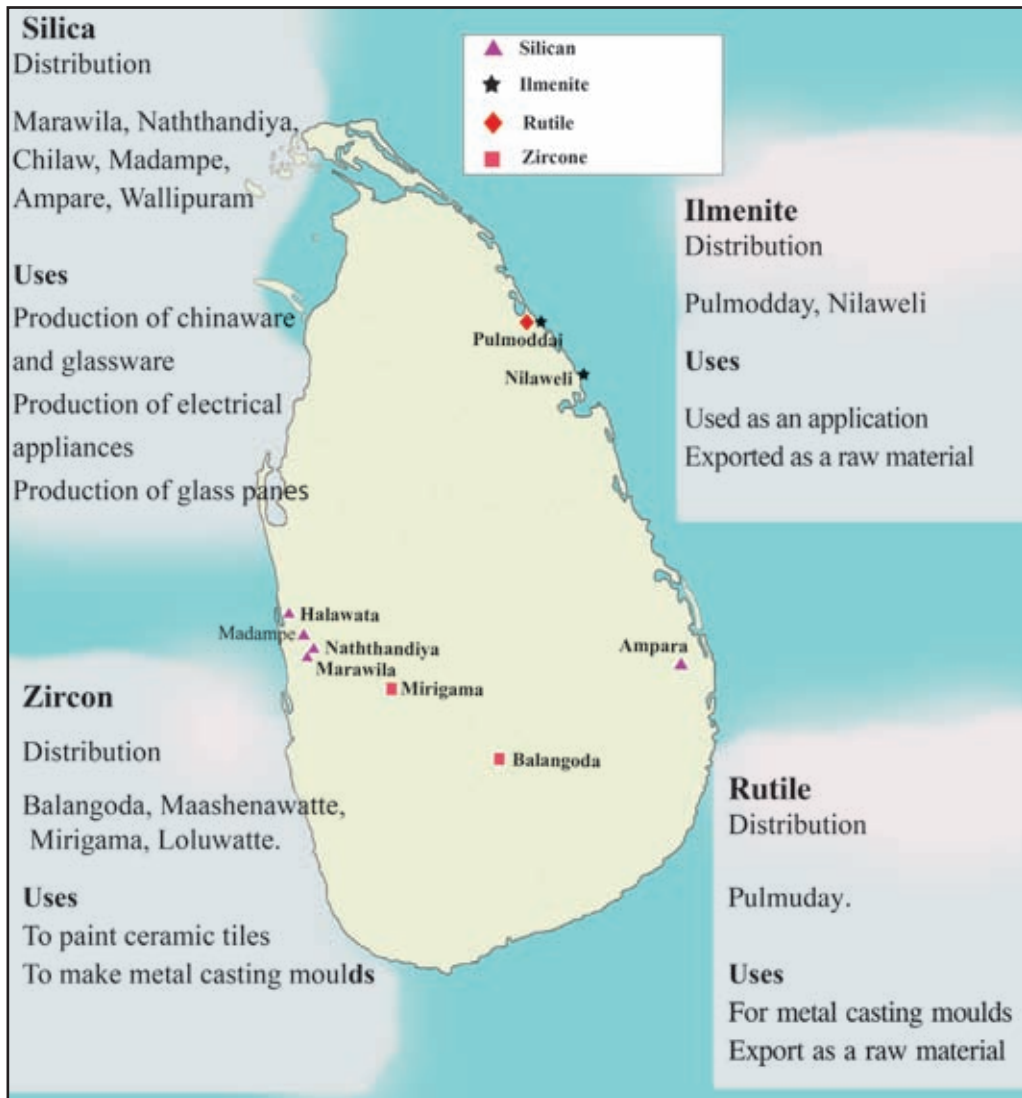 Silica
Distribution
Marawila, Naththandiya,
Chilaw, Madampe,
Ampare, Wallipuram
Uses
Production of chinaware
and glassware
Production of electrical
appliances
Production of glass panes
Silican
Ilmenite
Rutile
Zircone
Ilmenite
Distribution
Pulmodday, Nilaweli
Uses
Used as an application
Exported as a raw material
Pulmoddai
Nilaweli
Halawata
Madampe
Naththandiya
Marawila
Mirigama
Ampara
Balangoda
Zircon
Distribution
Balangoda, Maashenawatte,
Mirigama, Loluwatte.
Uses
To paint ceramic tiles
To make metal casting moulds
Rutile
Distribution
Pulmuday.
Uses
For metal casting moulds
Export as a raw material